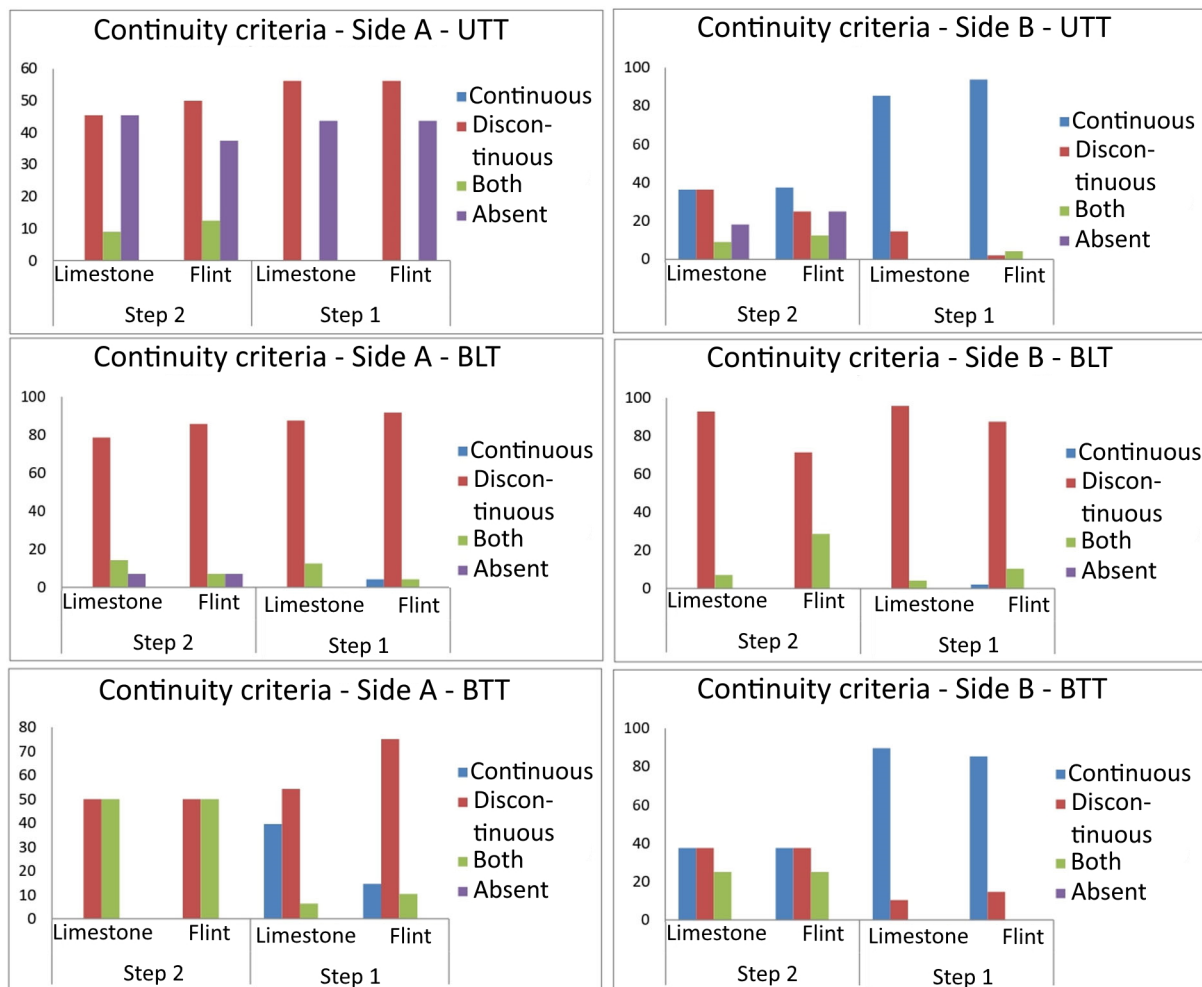 Continuity criteria - Side A - UTT
60
50
40
30
20
10
0
Limestone Flint Limestone Flint
Step 2 Step 1
Continuous
Discon-
tinuous
Both
Absent
Continuity criteria - Side B - UTT
100
80
60
40
20
0
Limestone Flint Limestone Flint
Step 2 Step 1
Continuous
Discon-
tinuous
Both
Absent
Continuity criteria - Side A - BLT
100
80
60
40
20
0
Limestone Flint Limestone Flint
Step 2 Step 1
Continuous
Discon-
tinuous
Both
Absent
Continuity criteria - Side B - BLT
100
80
60
40
20
0
Limestone Flint Limestone Flint
Step 2 Step 1
Continuous
Discon-
tinuous
Both
Absent
Continuity criteria - Side A - BTT
80
70
60
50
40
30
20
10
0
Limestone Flint Limestone Flint
Step 2 Step 1
Continuous
Discon-
tinuous
Both
Absent
Continuity criteria - Side B - BTT
100
80
60
40
20
0
Limestone Flint Limestone Flint
Step 2 Step 1
Continuous
Discon-
tinuous
Both
Absent